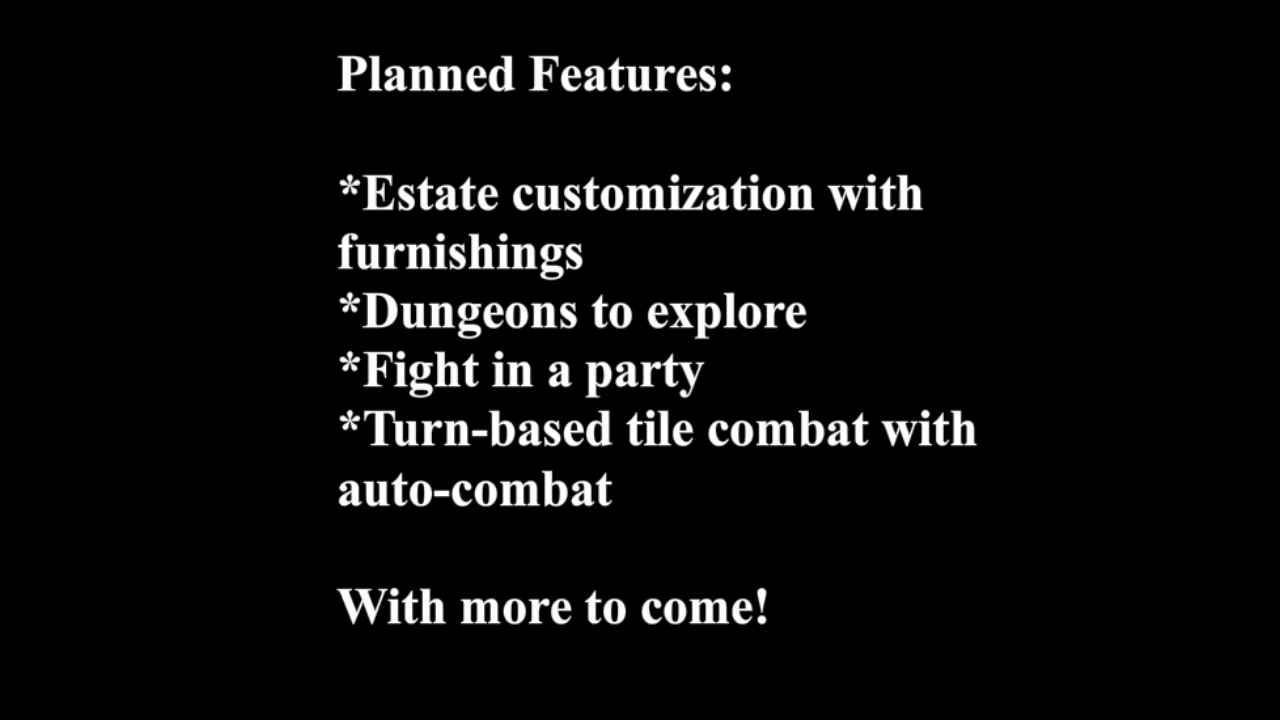 Planned Features:
*Estate customization with
furnishings
*Dungeons to explore
*Fight in a party
*Turn-based tile combat with
auto-combat
With more to come!